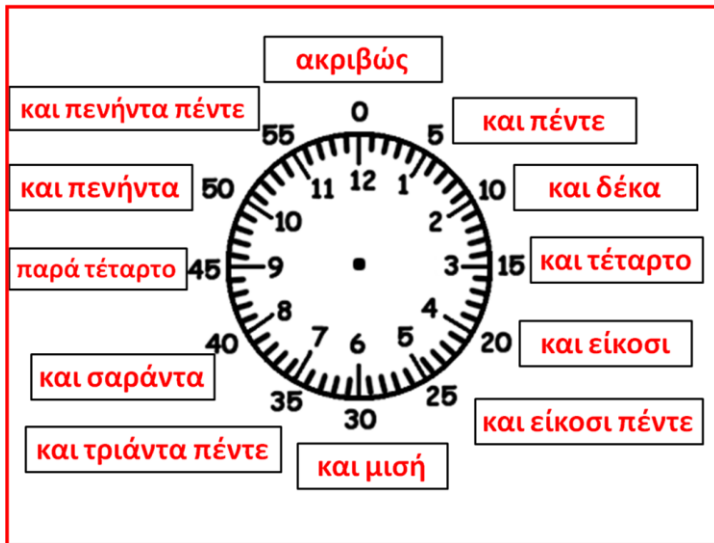 ακριβώς
και πενήντα πέντε
0
και πέντε
55
5
12
11
1
και πενήντα
50
10
και δέκα
10
2
παρά τέταρτο
45
9
3
15
και τέταρτο
8
4
40
20
και είκοσι
7
5
6
και σαράντα
35
25
30
και είκοσι πέντε
και τριάντα πέντε
και μισή